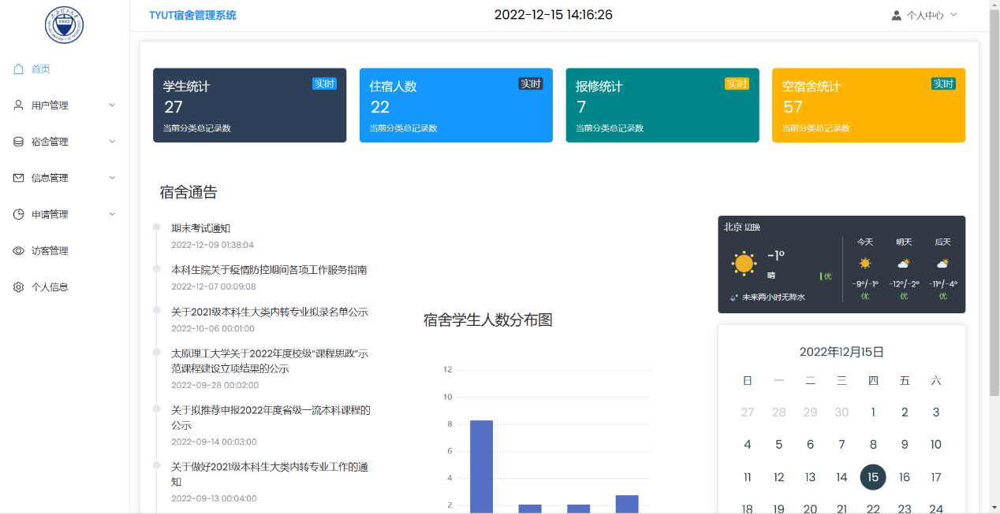 1902
TYUT宿舍管理系统
2022-12-15 14:16:26
个人中心
首页
用户管理
宿舍管理
信息管理
申请管理
访客管理
个人信息
学生统计
实时
27
当前分类总记录数
住宿人数
实时
22
当前分类总记录数
报修统计
实时
7
当前分类总记录数
空宿舍统计
实时
57
当前分类总记录数
宿舍通告
期末考试通知
2022-12-09 01:38:04
本科生院关于疫情防控期间各项工作服务指南
2022-12-07 00:09:08
关于2021级本科生大类内转专业拟录名单公示
2022-10-06 00:01:00
太原理工大学关于2022年度校级“课程思政”示
范课程建设立项结果的公示
2022-09-28 00:02:00
关于拟推荐申报2022年度省级一流本科课程的
公示
2022-09-14 00:03:00
关于做好2021级本科生大类内转专业工作的通
知
2022-09-13 00:04:00
宿舍学生人数分布图
12
10
8
6
4
2
北京 切换
-1°
晴
优
未来两小时无降水
今天 明天 后天
-9°/-1° -12°/-2° -11°/-4°
优 优 优
2022年12月15日
日 一 二 三 四 五 六
27 28 29 30 1 2 3
4 5 6 7 8 9 10
11 12 13 14 15 16 17
18 19 20 21 22 23 24